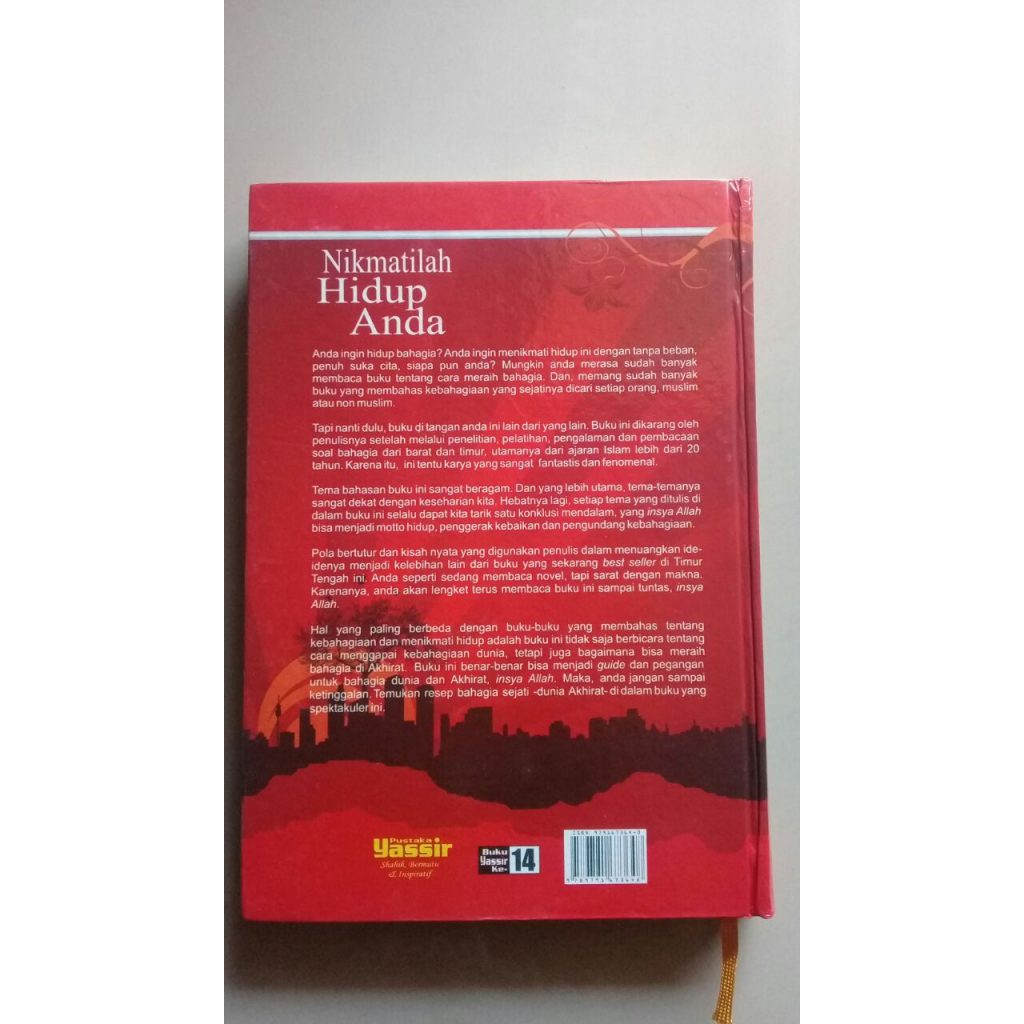 Nikmatilah
Hidup
Anda
Anda ingin hidup bahagia? Anda ingin menikmati hidup ini dengan tanpa beban,
penuh suka cita, siapa pun anda? Mungkin anda merasa sudah banyak
membaca buku tentang cara meraih bahagia. Dan, memang sudah banyak
buku yang membahas kebahagiaan yang sejatinya dicari setiap orang, muslim
atau non muslim.
Tapi nanti dulu, buku di tangan anda ini lain dari yang lain. Buku ini dikarang oleh
penulisnya setelah melalui penelitian, pelatihan, pengalaman dan pembacaan
soal bahagia dari barat dan timur, utamanya dari ajaran Islam lebih dari 20
tahun. Karena itu, ini tentu karya yang sangat fantastis dan fenomenal.
Tema bahasan buku ini sangat beragam. Dan yang lebih utama, tema-temanya
sangat dekat dengan keseharian kita. Hebatnya lagi, setiap tema yang ditulis di
dalam buku ini selalu dapat kita tarik satu konklusi mendalam, yang insya Allah
bisa menjadi motto hidup, penggerak kebaikan dan pengundang kebahagiaan.
Pola bertutur dan kisah nyata yang digunakan penulis dalam menuangkan ide-
idenya menjadi kelebihan lain dari buku yang sekarang best seller di Timur
Tengah ini. Anda seperti sedang membaca novel, tapi sarat dengan makna.
Karenanya, anda akan lengket terus membaca buku ini sampai tuntas, insya
Allah.
Hal yang paling berbeda dengan buku-buku yang membahas tentang
kebahagiaan dan menikmati hidup adalah buku ini tidak saja berbicara tentang
cara menggapai kebahagiaan dunia, tetapi juga bagaimana bisa meraih
bahagia di Akhirat. Buku ini benar-benar bisa menjadi guide dan pegangan
untuk bahagia dunia dan Akhirat, insya Allah. Maka, anda jangan sampai
ketinggalan. Temukan resep bahagia sejati -dunia Akhirat- di dalam buku yang
spektakuler ini.
Pustaka
Yassir
Shahih, Bermutu
& Inspiratif
Buku
Yassir
Ke-
14